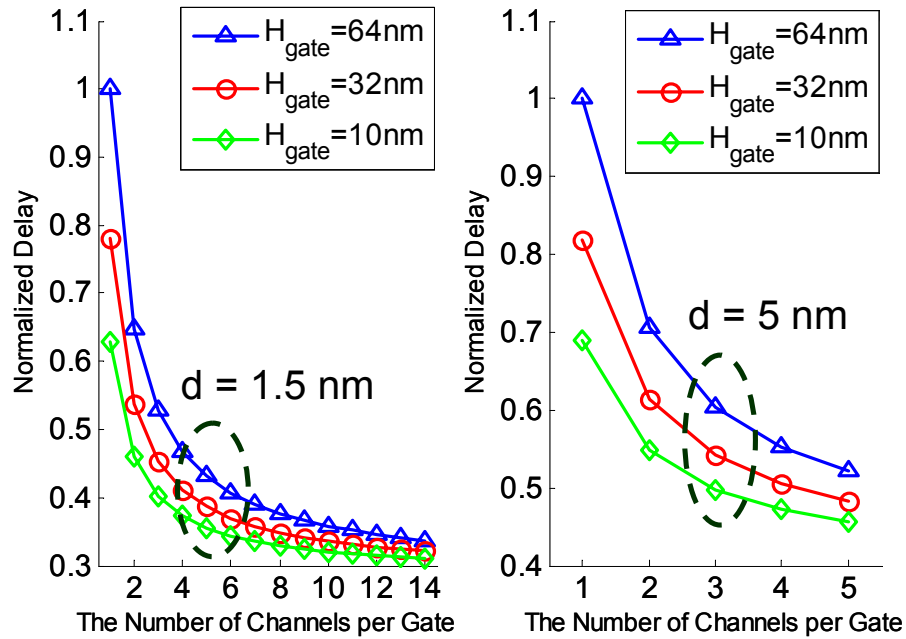 1.1
1
0.9
0.8
0.7
0.6
0.5
0.4
0.3
Normalized Delay
H_gate=64nm
H_gate=32nm
H_gate=10nm
d = 1.5 nm
2 4 6 8 10 12 14
The Number of Channels per Gate
1.1
1
0.9
0.8
0.7
0.6
0.5
0.4
Normalized Delay
H_gate=64nm
H_gate=32nm
H_gate=10nm
d = 5 nm
1 2 3 4 5
The Number of Channels per Gate